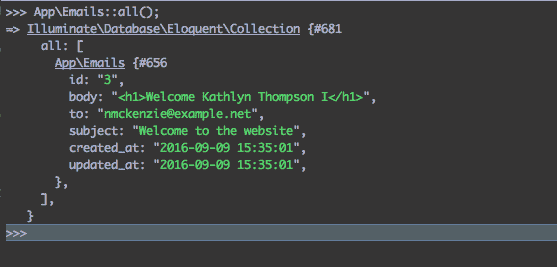 >>> App\Emails::all();
=> Illuminate\Database\Eloquent\Collection {#681
all: [
App\Emails {#656
id: "3",
body: "<h1>Welcome Kathlyn Thompson I</h1>",
to: "nmckenzie@example.net",
subject: "Welcome to the website",
created_at: "2016-09-09 15:35:01",
updated_at: "2016-09-09 15:35:01",
},
],
}
>>>